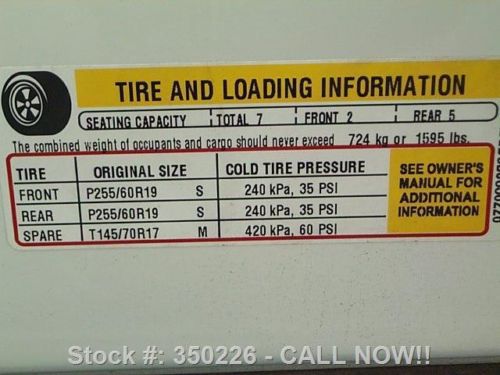 TIRE AND LOADING INFORMATION
SEATING CAPACITY TOTAL 7 FRONT 2 REAR 5
The combined weight of occupants and cargo should never exceed 724 kg or 1595 lbs.
TIRE ORIGINAL SIZE COLD TIRE PRESSURE
FRONT P255/60R19 S 240 kPa, 35 PSI
REAR P255/60R19 S 240 kPa, 35 PSI
SPARE T145/70R17 M 420 kPa, 60 PSI
SEE OWNER'S
MANUAL FOR
ADDITIONAL
INFORMATION
Stock #: 350226 - CALL NOW!!